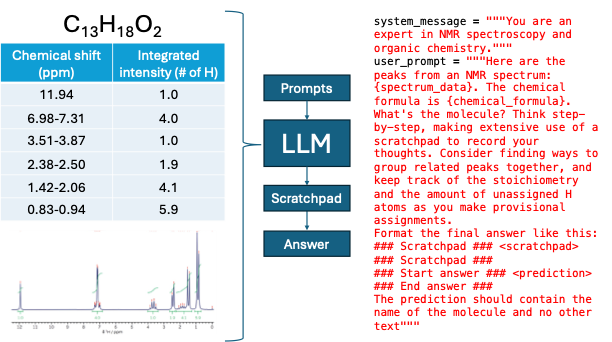 C13H18O2
Chemical shift
(ppm)
Integrated
intensity (# of H)
11.94
1.0
6.98-7.31
4.0
3.51-3.87
1.0
2.38-2.50
1.9
1.42-2.06
4.1
0.83-0.94
5.9
Prompts
LLM
Scratchpad
Answer
system_message = """You are an
expert in NMR spectroscopy and
organic chemistry."""
user_prompt = """Here are the
peaks from an NMR spectrum:
{spectrum_data}. The chemical
formula is {chemical_formula}.
What's the molecule? Think step-
by-step, making extensive use of a
scratchpad to record your
thoughts. Consider finding ways to
group related peaks together, and
keep track of the stoichiometry
and the amount of unassigned H
atoms as you make provisional
assignments.
Format the final answer like this:
### Scratchpad ### <scratchpad>
### Scratchpad ###
### Start answer ### <prediction>
### End answer ###
The prediction should contain the
name of the molecule and no other
text"""